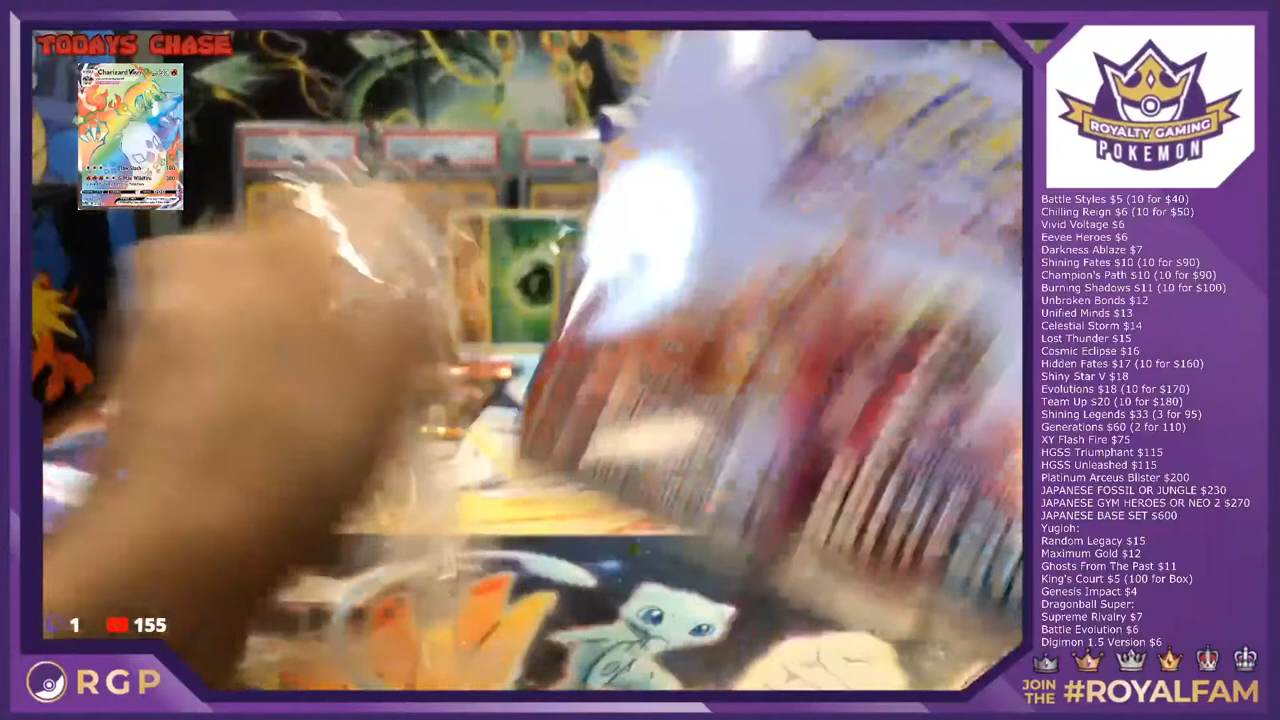 TODAYS CHASE
Charizard
Claw Slash
G-Max Wildfire
ROYALTY GAMING
POKEMON
Battle Styles $5 (10 for $40)
Chilling Reign $6 (10 for $50)
Vivid Voltage $6
Eevee Heroes $6
Darkness Ablaze $7
Shining Fates $10 (10 for $90)
Champion's Path $10 (10 for $90)
Burning Shadows $11 (10 for $100)
Unbroken Bonds $12
Unified Minds $13
Celestial Storm $14
Lost Thunder $15
Cosmic Eclipse $16
Hidden Fates $17 (10 for $160)
Shiny Star V $18
Evolutions $18 (10 for $170)
Team Up $20 (10 for $180)
Shining Legends $33 (3 for 95)
Generations $60 (2 for 110)
XY Flash Fire $75
HGSS Triumphant $115
HGSS Unleashed $115
Platinum Arceus Blister $200
JAPANESE FOSSIL OR JUNGLE $230
JAPANESE GYM HEROES OR NEO 2 $270
JAPANESE BASE SET $600
Yugioh:
Random Legacy $15
Maximum Gold $12
Ghosts From The Past $11
King's Court $5 (100 for Box)
Genesis Impact $4
Dragonball Super:
Supreme Rivalry $7
Battle Evolution $6
Digimon 1.5 Version $6
1 155
RGP
JOIN
THE #ROYALFAM